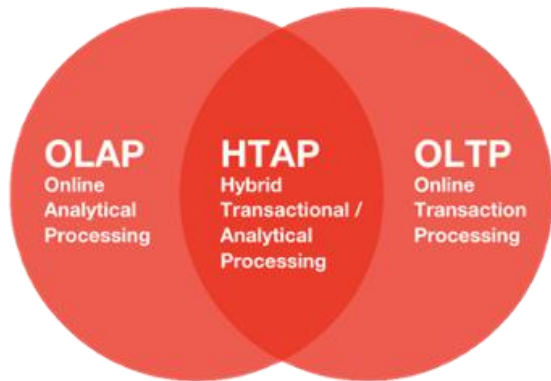 OLAP
Online
Analytical
Processing
HTAP
Hybrid
Transactional /
Analytical
Processing
OLTP
Online
Transaction
Processing